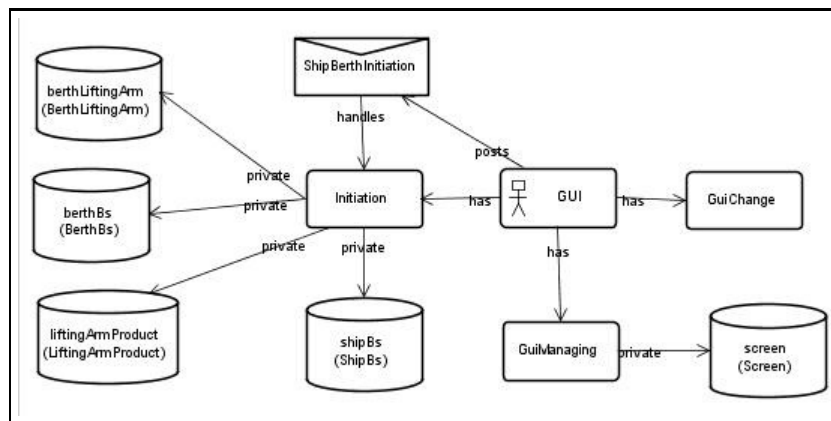 ShipBerthInitiation
berthLiftingArm
(BerthLiftingArm)
handles
posts
private
Initiation
GUI
GuiChange
berthBs
(BerthBs)
private
has
has
private
private
has
liftingArmProduct
(LiftingArmProduct)
shipBs
(ShipBs)
GuiManaging
private
screen
(Screen)